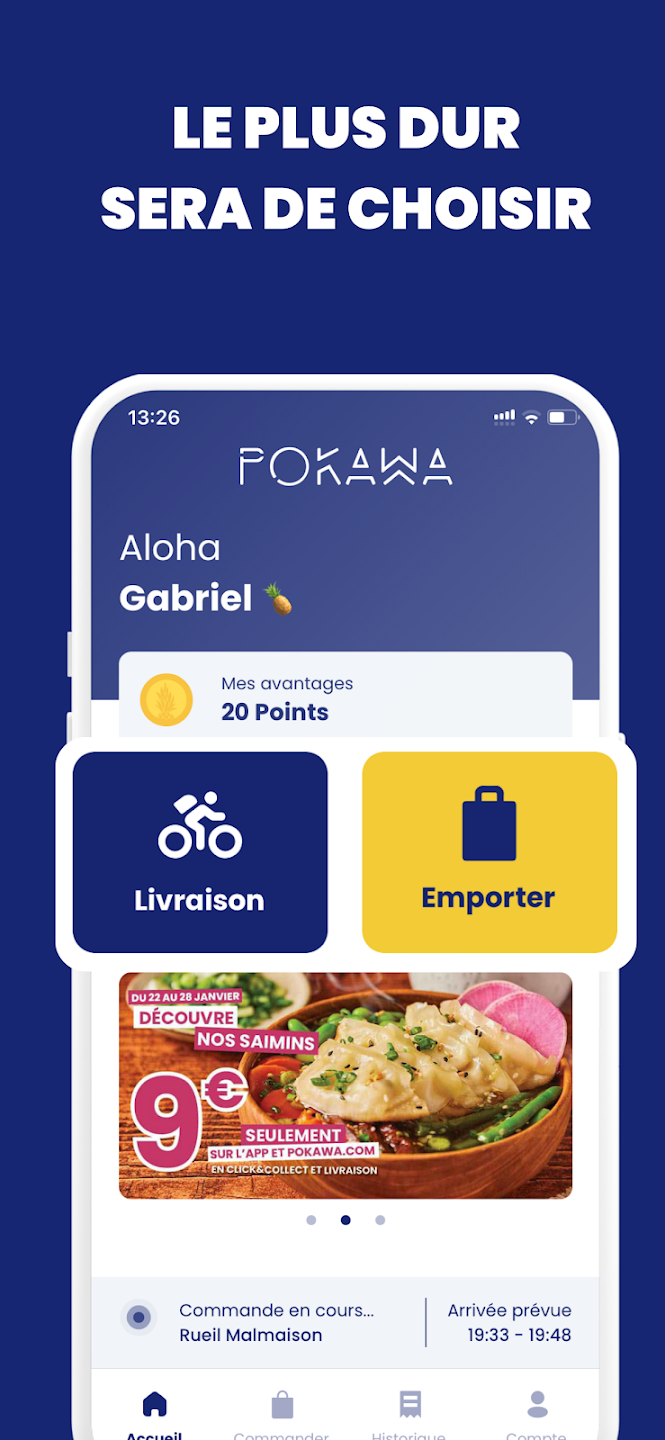 LE PLUS DUR
SERA DE CHOISIR
13:26
POKAWA
Aloha
Gabriel
Mes avantages
20 Points
Livraison
Emporter
DU 22 AU 28 JANVIER
DÉCOUVRE
NOS SAIMINS
9€
SEULEMENT
SUR L'APP ET POKAWA.COM
EN CLICK&COLLECT ET LIVRAISON
Commande en cours...
Rueil Malmaison
Arrivée prévue
19:33 - 19:48
Accueil
Commander
Historique
Compte